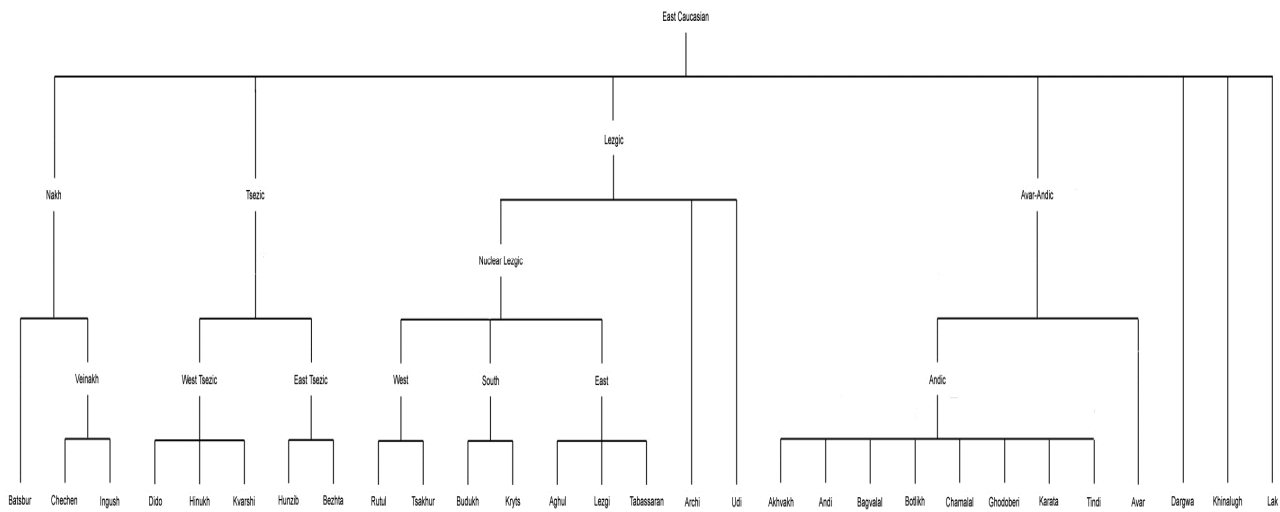 East Caucasian
Lezgic
Nakh
Tsezic
Avar-Andic
Nuclear Lezgic
Veinakh
West Tsezic
East Tsezic
West
South
East
Andic
Batsbur
Chechen
Ingush
Dido
Hinukh
Kvarshi
Hunzib
Bezhta
Rutul
Tsakhur
Budukh
Kryts
Aghul
Lezgi
Tabassaran
Archi
Udi
Akhvakh
Andi
Bagvalal
Botlikh
Chamalal
Ghodoberi
Karata
Tindi
Avar
Dargwa
Khinalugh
Lak